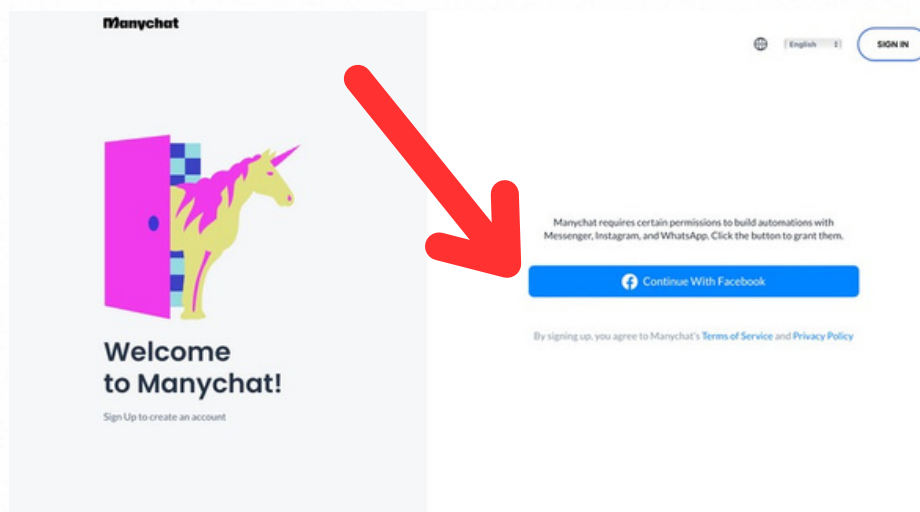 Manychat
English
SIGN IN
Welcome
to Manychat!
Sign Up to create an account
Manychat requires certain permissions to build automations with
Messenger, Instagram, and WhatsApp. Click the button to grant them.
Continue With Facebook
By signing up, you agree to Manychat's Terms of Service and Privacy Policy